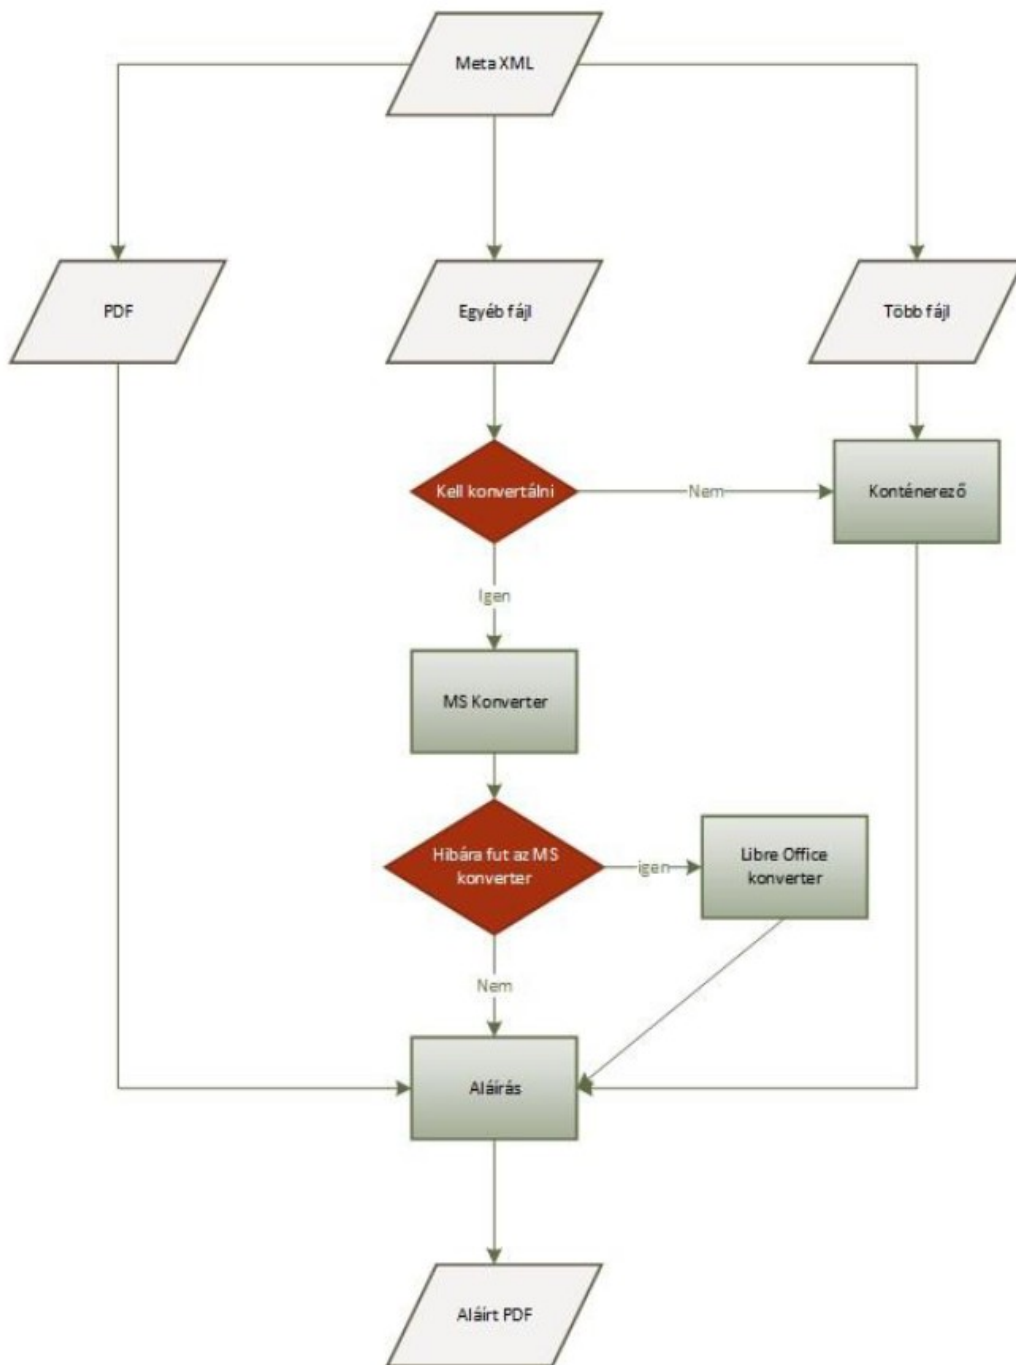 Meta XML
PDF
Egyéb fájl
Több fájl
Kell konvertálni
Nem
Konténerező
Igen
MS Konverter
Hibára fut az MS
konverter
igen
Libre Office
konverter
Nem
Aláírás
Aláírt PDF